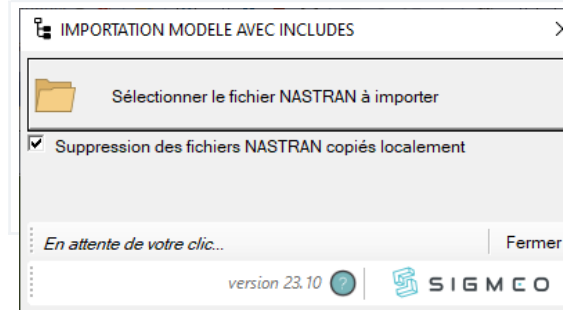 IMPORTATION MODELE AVEC INCLUDES
Sélectionner le fichier NASTRAN à importer
Suppression des fichiers NASTRAN copiés localement
En attente de votre clic... Fermer
version 23.10 ? SIGMEO